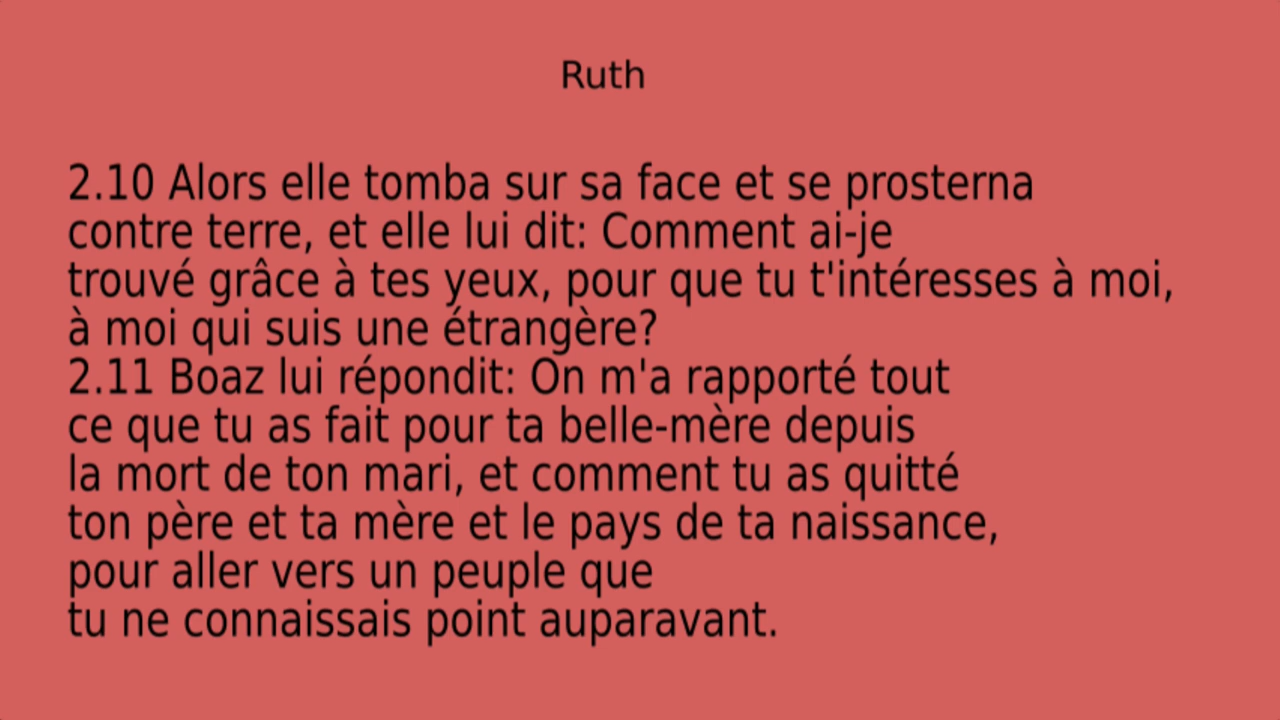 Ruth
2.10 Alors elle tomba sur sa face et se prosterna
contre terre, et elle lui dit: Comment ai-je
trouvé grâce à tes yeux, pour que tu t'intéresses à moi,
à moi qui suis une étrangère?
2.11 Boaz lui répondit: On m'a rapporté tout
ce que tu as fait pour ta belle-mère depuis
la mort de ton mari, et comment tu as quitté
ton père et ta mère et le pays de ta naissance,
pour aller vers un peuple que
tu ne connaissais point auparavant.